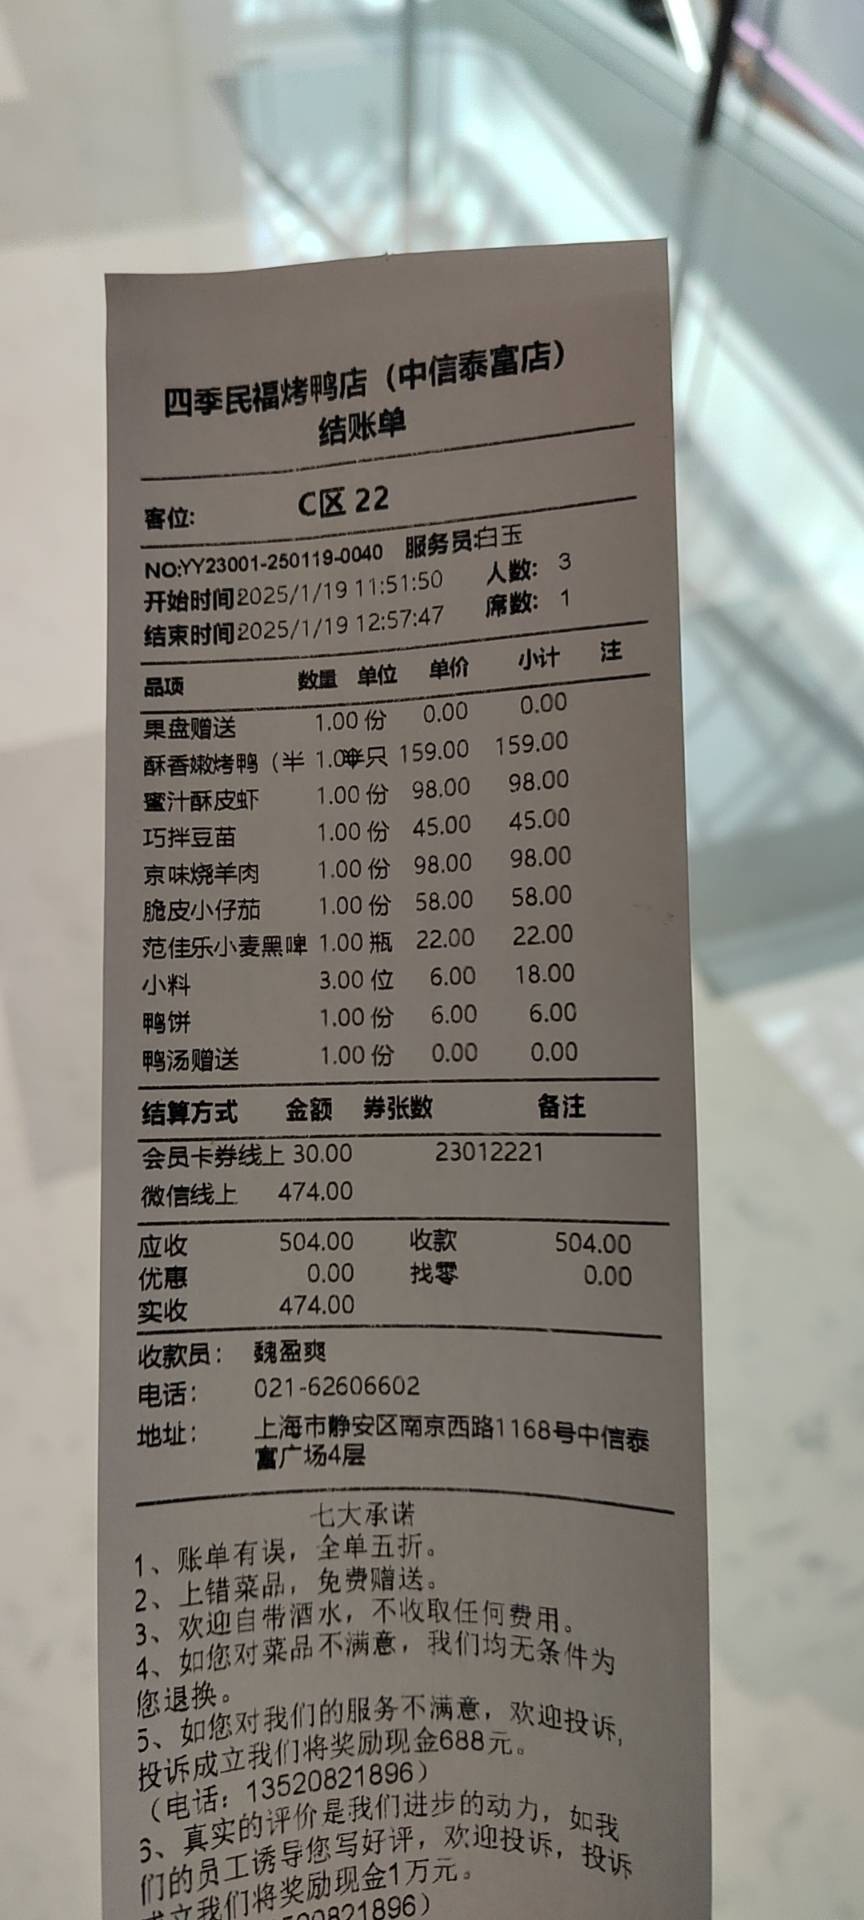 四季民福烤鸭店（中信泰富店）
结账单
客位: C区 22
NO:YY23001-250119-0040 服务员:白玉
开始时间2025/1/19 11:51:50 人数: 3
结束时间2025/1/19 12:57:47 席数: 1
品项 数量 单位 单价 小计 注
果盘赠送 1.00 份 0.00 0.00
酥香嫩烤鸭（半 1.00半只 159.00 159.00
蜜汁酥皮虾 1.00 份 98.00 98.00
巧拌豆苗 1.00 份 45.00 45.00
京味烧羊肉 1.00 份 98.00 98.00
脆皮小仔茄 1.00 份 58.00 58.00
范佳乐小麦黑啤 1.00 瓶 22.00 22.00
小料 3.00 位 6.00 18.00
鸭饼 1.00 份 6.00 6.00
鸭汤赠送 1.00 份 0.00 0.00
结算方式 金额 券张数 备注
会员卡券线上 30.00 23012221
微信线上 474.00
应收 504.00 收款 504.00
优惠 0.00 找零 0.00
实收 474.00
收款员： 魏盈爽
电话： 021-62606602
地址： 上海市静安区南京西路1168号中信泰
富广场4层
七大承诺
1、账单有误，全单五折。
2、上错菜品，免费赠送。
3、欢迎自带酒水，不收取任何费用。
4、如您对菜品不满意，我们均无条件为
您退换。
5、如您对我们的服务不满意，欢迎投诉，
投诉成立我们将奖励现金688元。
（电话：13520821896）
6、真实的评价是我们进步的动力，如我
们的员工诱导您写好评，欢迎投诉，投诉
成立我们将奖励现金1万元。
520821896）